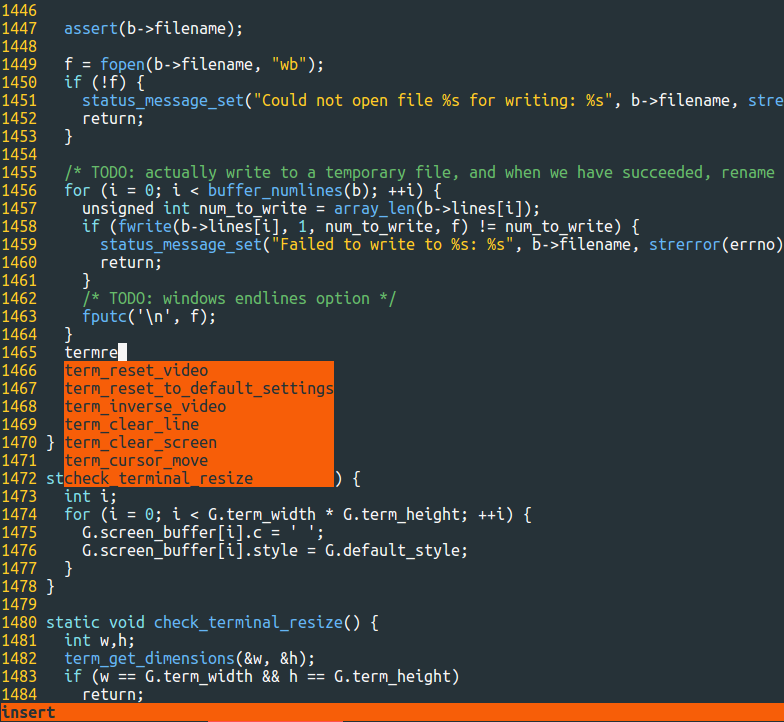 1446
1447   assert(b->filename);
1448
1449   f = fopen(b->filename, "wb");
1450   if (!f) {
1451     status_message_set("Could not open file %s for writing: %s", b->filename, stre
1452     return;
1453   }
1454
1455   /* TODO: actually write to a temporary file, and when we have succeeded, rename
1456   for (i = 0; i < buffer_numlines(b); ++i) {
1457     unsigned int num_to_write = array_len(b->lines[i]);
1458     if (fwrite(b->lines[i], 1, num_to_write, f) != num_to_write) {
1459       status_message_set("Failed to write to %s: %s", b->filename, strerror(errno)
1460       return;
1461     }
1462     /* TODO: windows endlines option */
1463     fputc('\n', f);
1464   }
1465   termre
1466   term_reset_video
1467   term_reset_to_default_settings
1468   term_inverse_video
1469   term_clear_line
1470 } term_clear_screen
1471   term_cursor_move
1472 stcheck_terminal_resize         ) {
1473   int i;
1474   for (i = 0; i < G.term_width * G.term_height; ++i) {
1475     G.screen_buffer[i].c = ' ';
1476     G.screen_buffer[i].style = G.default_style;
1477   }
1478 }
1479
1480 static void check_terminal_resize() {
1481   int w,h;
1482   term_get_dimensions(&w, &h);
1483   if (w == G.term_width && h == G.term_height)
1484     return;
insert